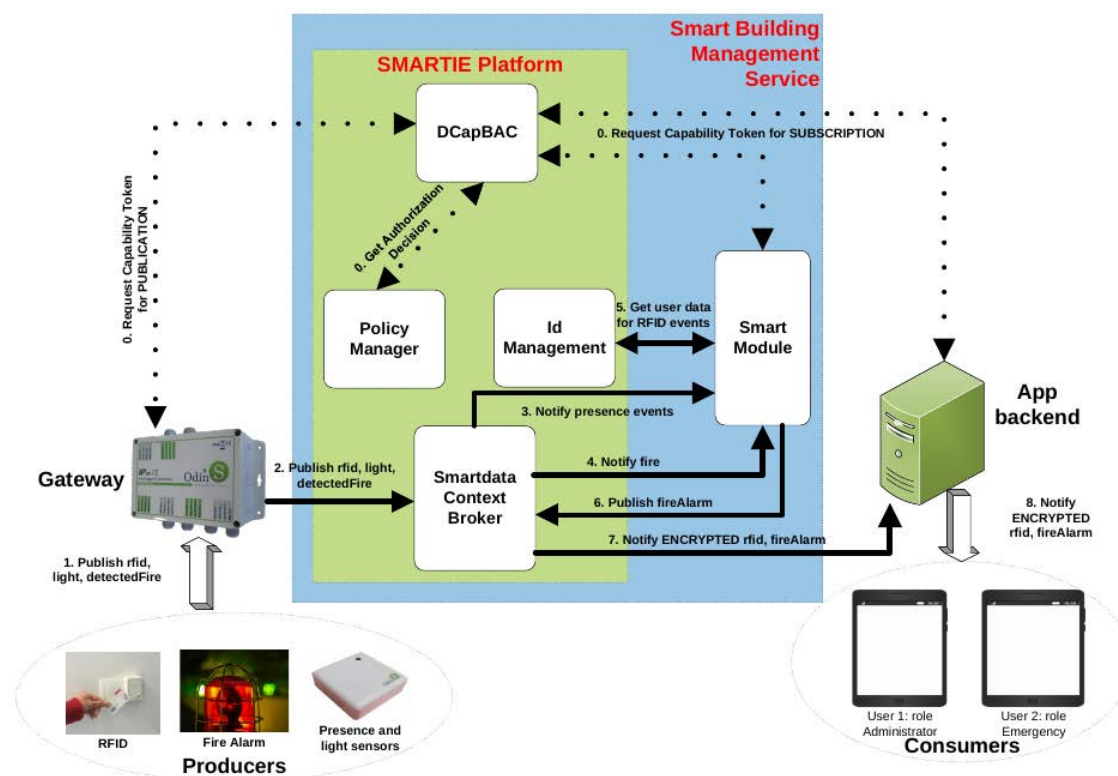 Smart Building
Management
Service
SMARTIE Platform
DCapBAC
0. Request Capability Token for SUBSCRIPTION
0. Request Capability Token
for PUBLICATION
0. Get Authorization
Decision
Policy
Manager
Id
Management
5. Get user data
for RFID events
Smart
Module
3. Notify presence events
App
backend
Gateway
OdinS
2. Publish rfid, light,
detectedFire
Smartdata
Context
Broker
4. Notify fire
6. Publish fireAlarm
7. Notify ENCRYPTED rfid, fireAlarm
8. Notify
ENCRYPTED
rfid, fireAlarm
1. Publish rfid,
light, detectedFire
RFID
Fire Alarm
Presence and
light sensors
Producers
User 1: role
Administrator
User 2: role
Emergency
Consumers